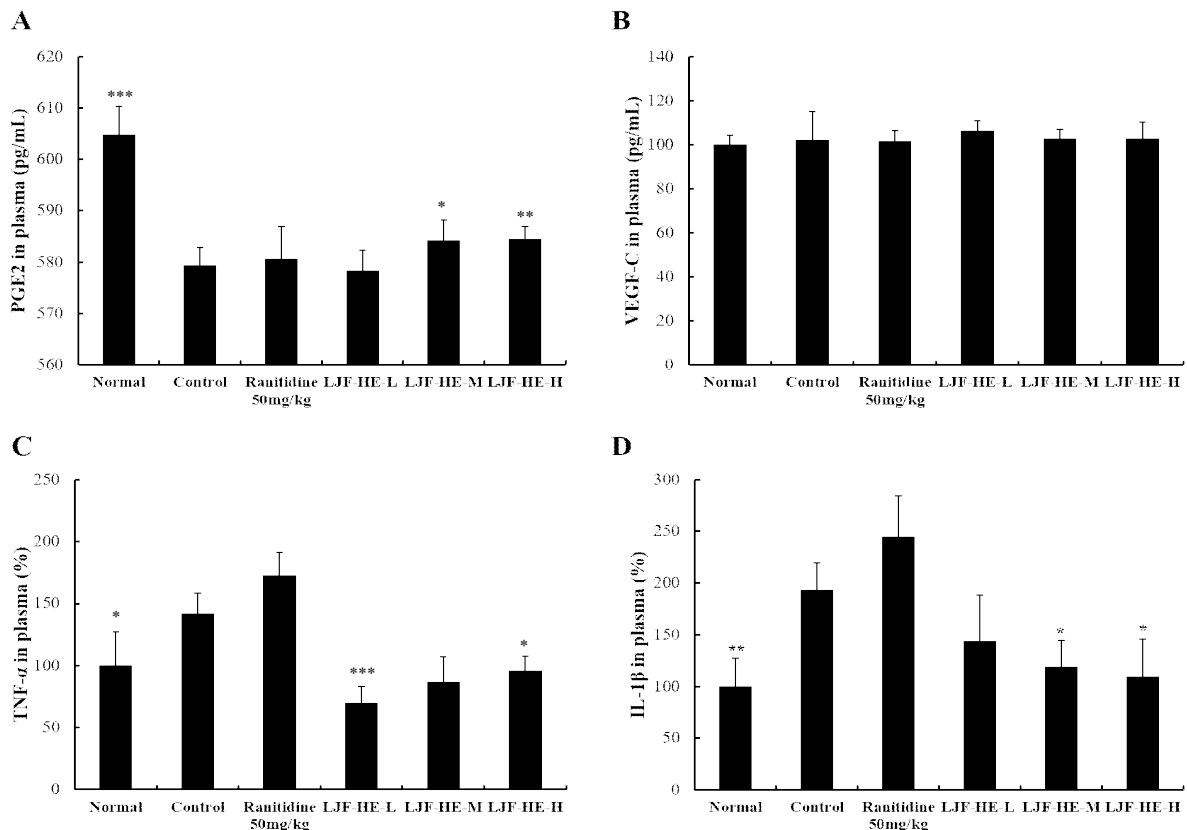 A
PGE2 in plasma (pg/mL)
620
610
600
590
580
570
560
***
*
**
Normal Control Ranitidine LJF-HE-L LJF-HE-M LJF-HE-H
50mg/kg
B
VEGF-C in plasma (pg/mL)
140
120
100
80
60
40
20
0
Normal Control Ranitidine LJF-HE-L LJF-HE-M LJF-HE-H
50mg/kg
C
TNF-α in plasma (%)
250
200
150
100
50
0
*
***
*
Normal Control Ranitidine LJF-HE-L LJF-HE-M LJF-HE-H
50mg/kg
D
IL-1β in plasma (%)
300
250
200
150
100
50
0
**
*
*
Normal Control Ranitidine LJF-HE-L LJF-HE-M LJF-HE-H
50mg/kg